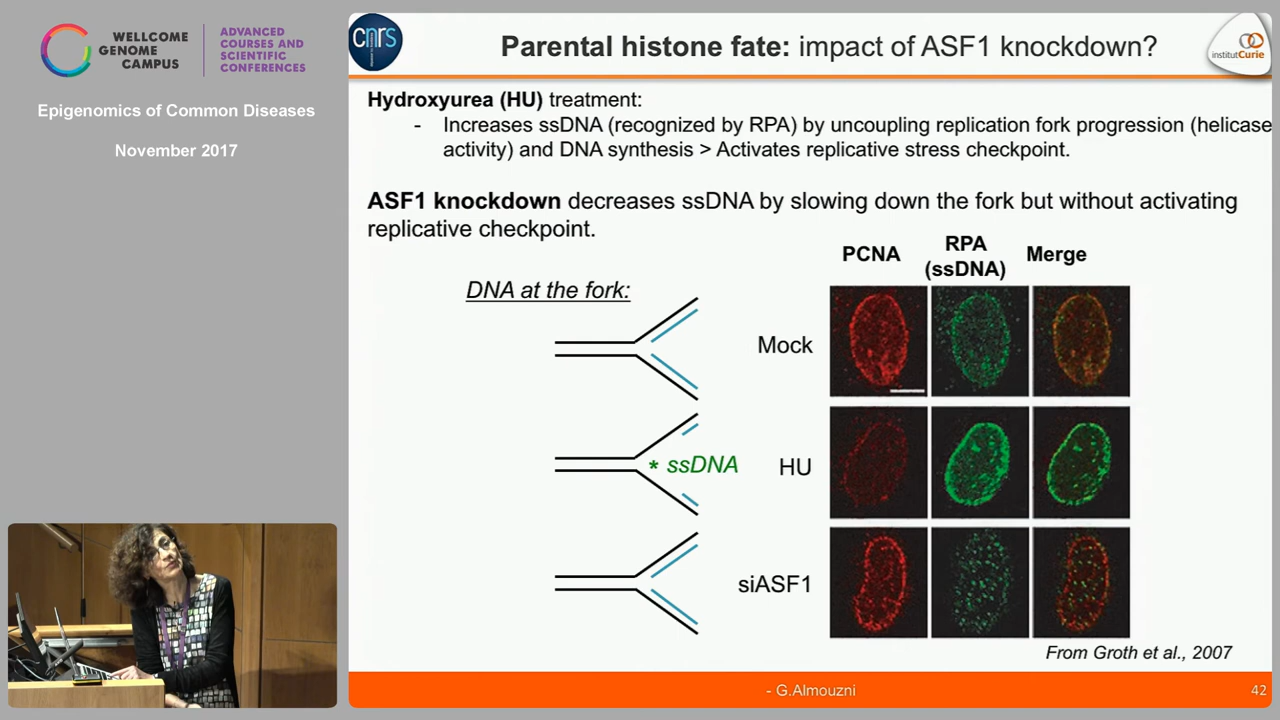 WELLCOME
GENOME
CAMPUS
ADVANCED
COURSES AND
SCIENTIFIC
CONFERENCES
Epigenomics of Common Diseases
November 2017
cnrs
Parental histone fate: impact of ASF1 knockdown?
institutCurie
Hydroxyurea (HU) treatment:
- Increases ssDNA (recognized by RPA) by uncoupling replication fork progression (helicase
activity) and DNA synthesis > Activates replicative stress checkpoint.
ASF1 knockdown decreases ssDNA by slowing down the fork but without activating
replicative checkpoint.
PCNA
RPA
(ssDNA)
Merge
DNA at the fork:
Mock
* ssDNA
HU
siASF1
From Groth et al., 2007
- G.Almouzni
42